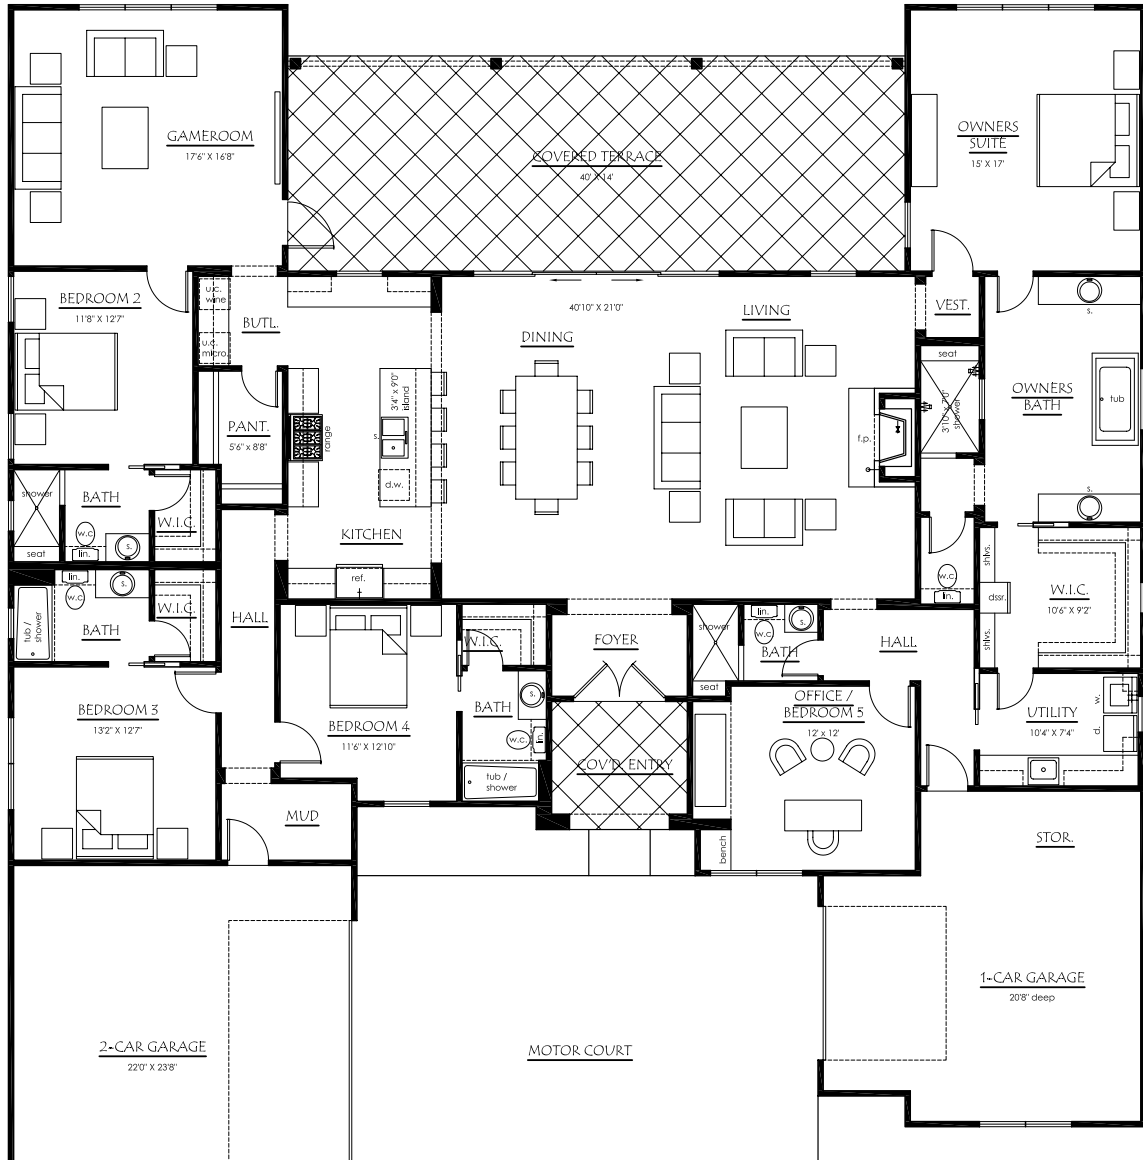 GAMEROOM
17'6" X 16'8"
COVERED TERRACE
40' X 14'
OWNERS
SUITE
15' X 17'
BEDROOM 2
11'8" X 12'7"
u.c.
wine
BUTL.
u.c.
micro.
40'10" X 21'0"
DINING
LIVING
VEST.
s.
seat
3'10" x 7'0"
shower
OWNERS
BATH
tub
PANT.
5'6" x 8'8"
range
3'4" x 9'0"
island
s.
d.w.
f.p.
KITCHEN
ref.
shower
seat
BATH
w.c.
lin.
s.
W.I.C.
s.
w.c.
lin.
shlvs.
dssr.
shlvs.
W.I.C.
10'6" X 9'2"
lin.
w.c.
s.
tub /
shower
BATH
W.I.C.
HALL
W.I.C.
FOYER
shower
seat
lin.
w.c.
s.
BATH
HALL
BEDROOM 3
13'2" X 12'7"
BEDROOM 4
11'6" X 12'10"
BATH
s.
w.c.
lin.
tub /
shower
COV'D. ENTRY
OFFICE /
BEDROOM 5
12' x 12'
bench
UTILITY
10'4" X 7'4"
w.
d.
MUD
STOR.
1-CAR GARAGE
20'8" deep
2-CAR GARAGE
22'0" X 23'8"
MOTOR COURT